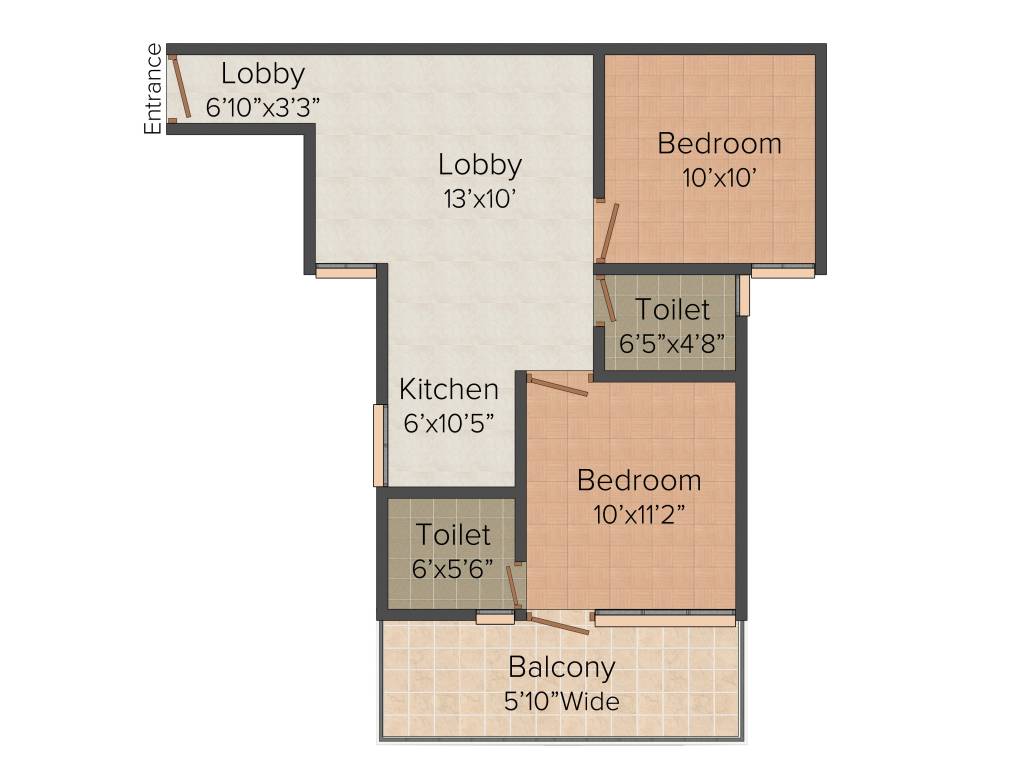 Entrance
Lobby
6'10”x3'3”
Lobby
13’x10’
Bedroom
10’x10’
Toilet
6’5”x4’8”
Kitchen
6’x10’5”
Bedroom
10’x11’2”
Toilet
6’x5’6”
Balcony
5’10”Wide